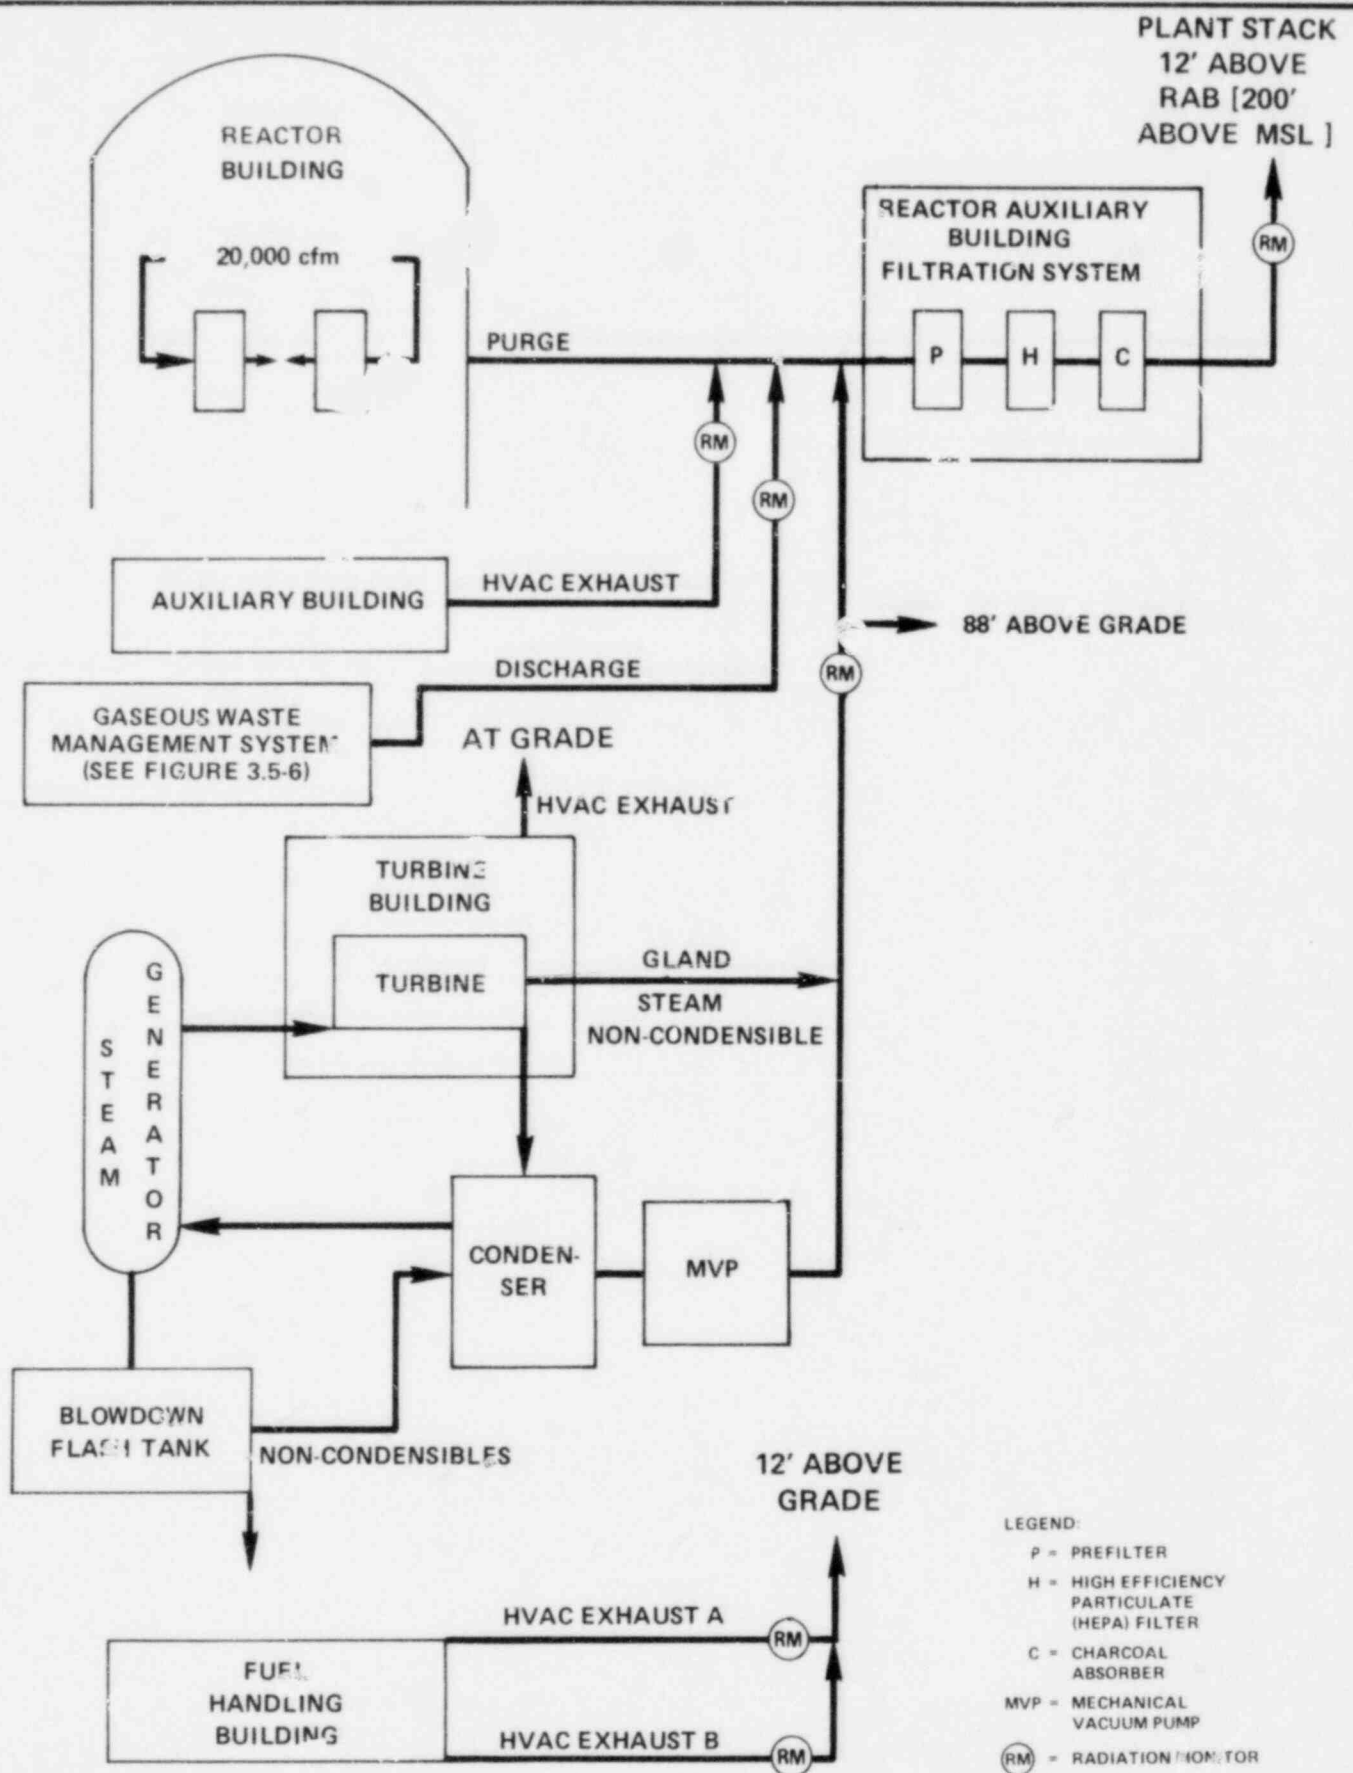 PLANT STACK
12' ABOVE
RAB [200'
ABOVE MSL ]
REACTOR
BUILDING
20,000 cfm
REACTOR AUXILIARY
BUILDING
FILTRATION SYSTEM
RM
PURGE
P
H
C
RM
RM
AUXILIARY BUILDING
HVAC EXHAUST
88' ABOVE GRADE
RM
DISCHARGE
GASEOUS WASTE
MANAGEMENT SYSTEM
(SEE FIGURE 3.5-6)
AT GRADE
HVAC EXHAUST
TURBINE
BUILDING
TURBINE
GLAND
STEAM
NON-CONDENSIBLE
STEAM
GENERATOR
CONDEN-
SER
MVP
BLOWDOWN
FLASH TANK
NON-CONDENSIBLES
12' ABOVE
GRADE
HVAC EXHAUST A
RM
FUEL
HANDLING
BUILDING
HVAC EXHAUST B
RM
LEGEND:
P = PREFILTER
H = HIGH EFFICIENCY
PARTICULATE
(HEPA) FILTER
C = CHARCOAL
ABSORBER
MVP = MECHANICAL
VACUUM PUMP
RM = RADIATION MONITOR